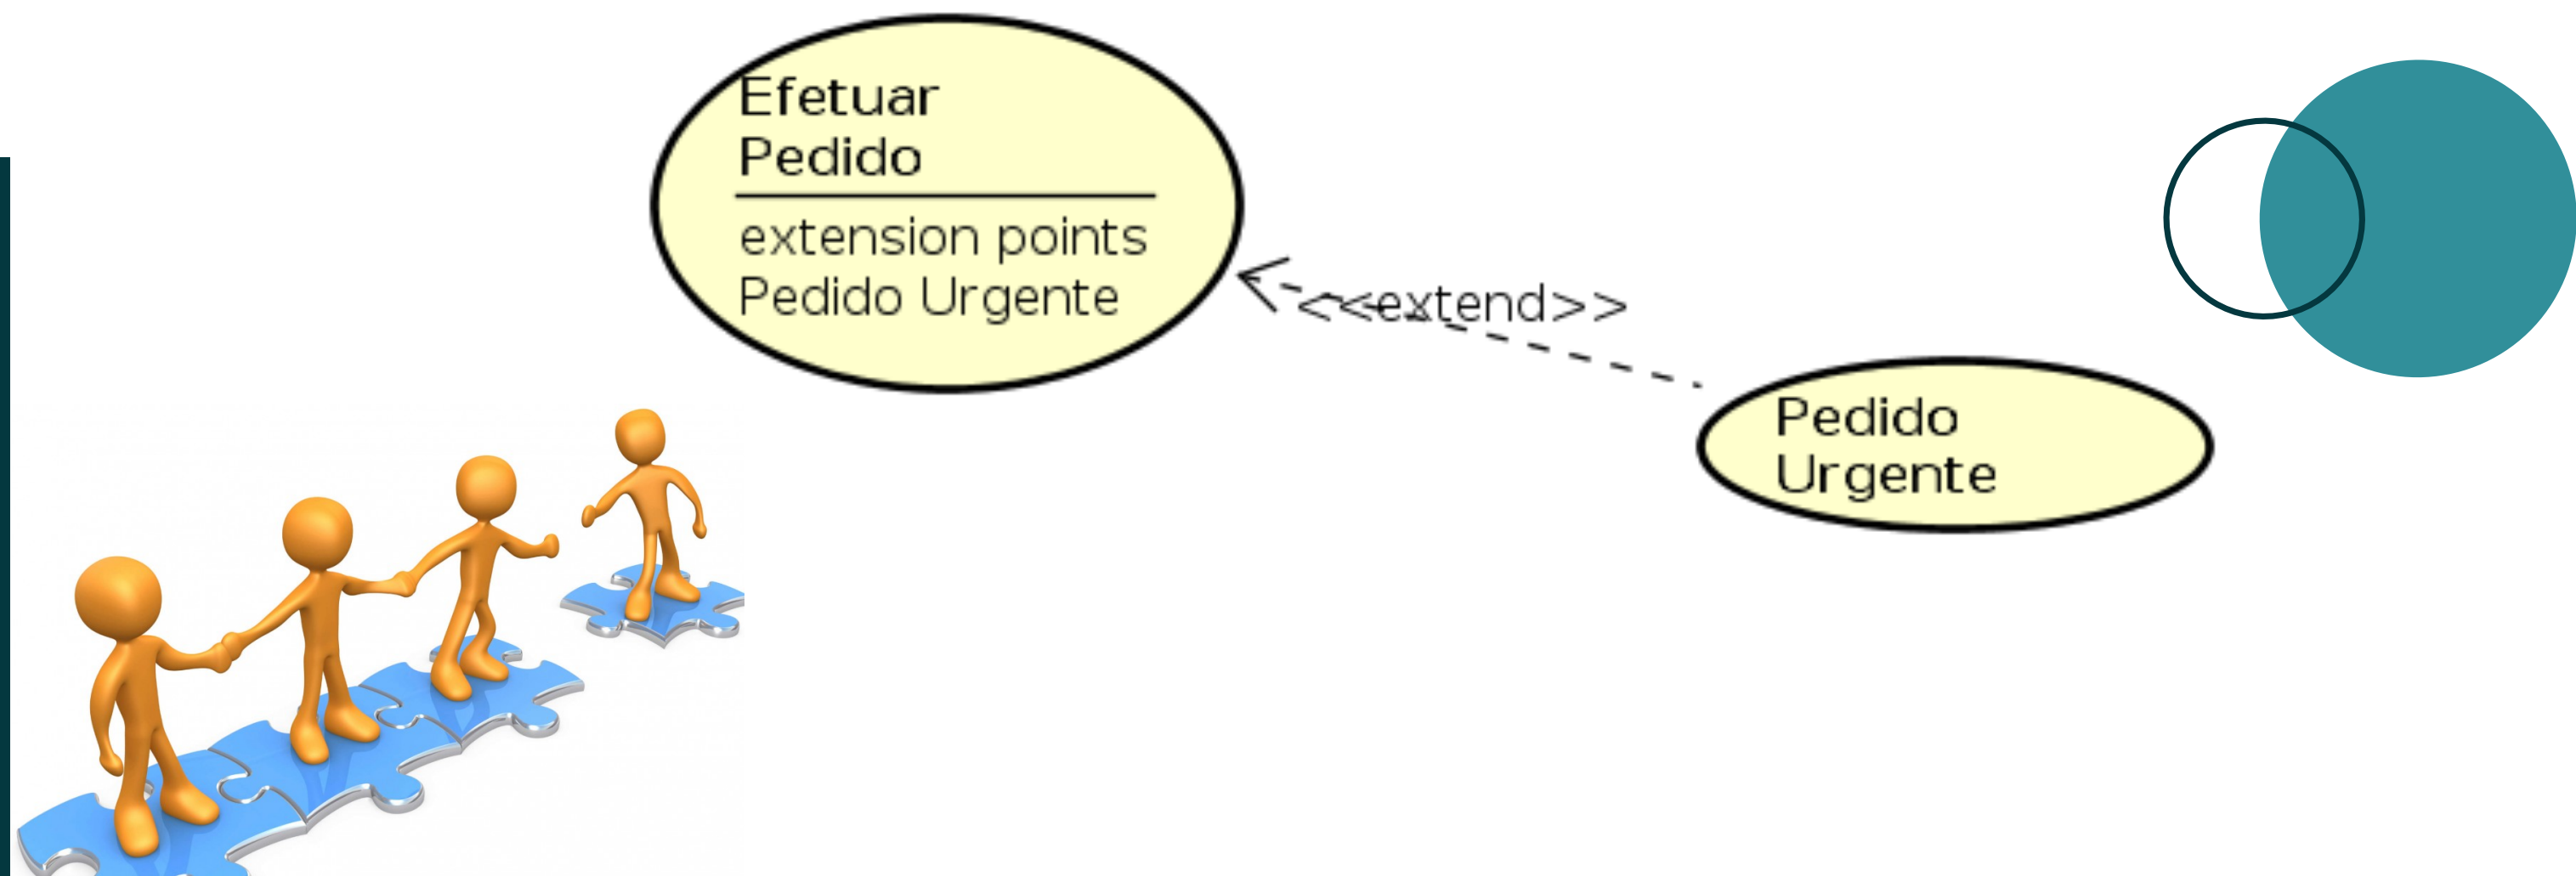 Efetuar
Pedido
extension points
Pedido Urgente
<<extend>>
Pedido
Urgente